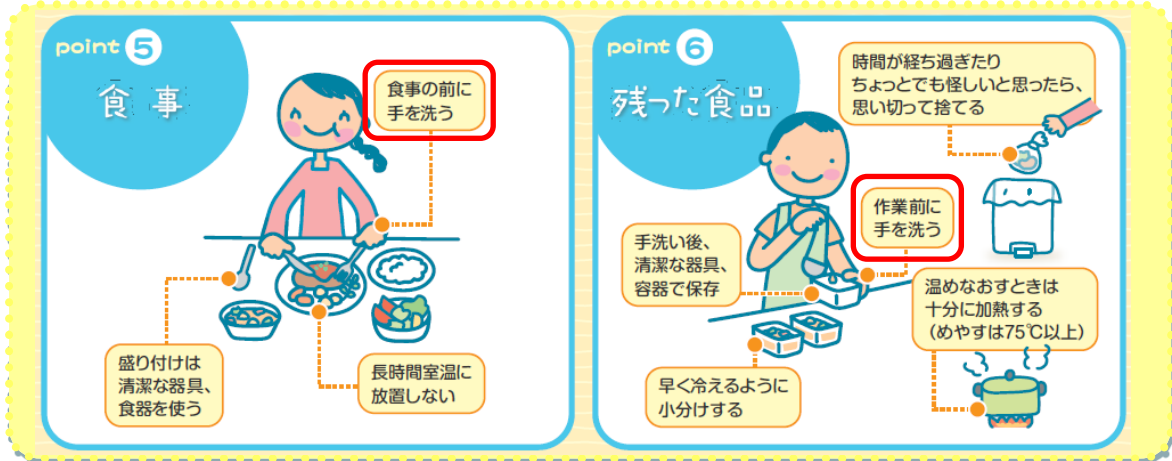 point 5
食事
食事の前に
手を洗う
盛り付けは
清潔な器具、
食器を使う
長時間室温に
放置しない
point 6
残った食品
時間が経ち過ぎたり
ちょっとでも怪しいと思ったら、
思い切って捨てる
作業前に
手を洗う
手洗い後、
清潔な器具、
容器で保存
温めなおすときは
十分に加熱する
(めやすは75℃以上)
早く冷えるように
小分けする